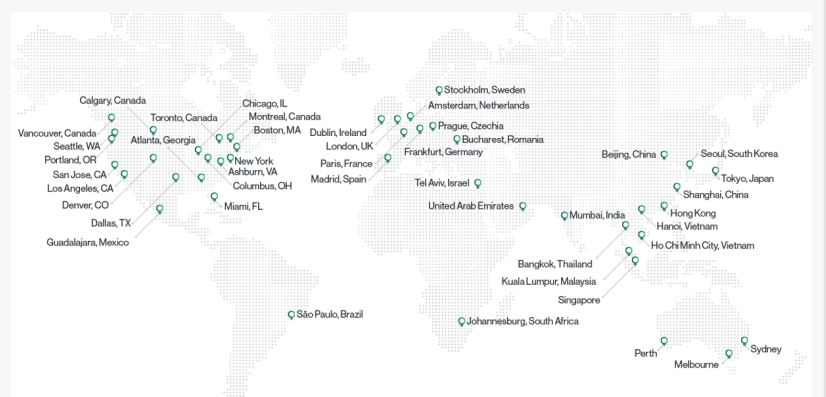 Stockholm, Sweden
Calgary, Canada
Chicago, IL
Amsterdam, Netherlands
Toronto, Canada
Montreal, Canada
Vancouver, Canada
Boston, MA
Dublin, Ireland
Prague, Czechia
Atlanta, Georgia
Bucharest, Romania
Seattle, WA
London, UK
Frankfurt, Germany
Portland, OR
New York
Paris, France
Beijing, China
Seoul, South Korea
San Jose, CA
Ashburn, VA
Madrid, Spain
Tokyo, Japan
Los Angeles, CA
Columbus, OH
Tel Aviv, Israel
Shanghai, China
Denver, CO
Miami, FL
United Arab Emirates
Mumbai, India
Hong Kong
Dallas, TX
Hanoi, Vietnam
Guadalajara, Mexico
Ho Chi Minh City, Vietnam
Bangkok, Thailand
Kuala Lumpur, Malaysia
Singapore
São Paulo, Brazil
Johannesburg, South Africa
Perth
Sydney
Melbourne